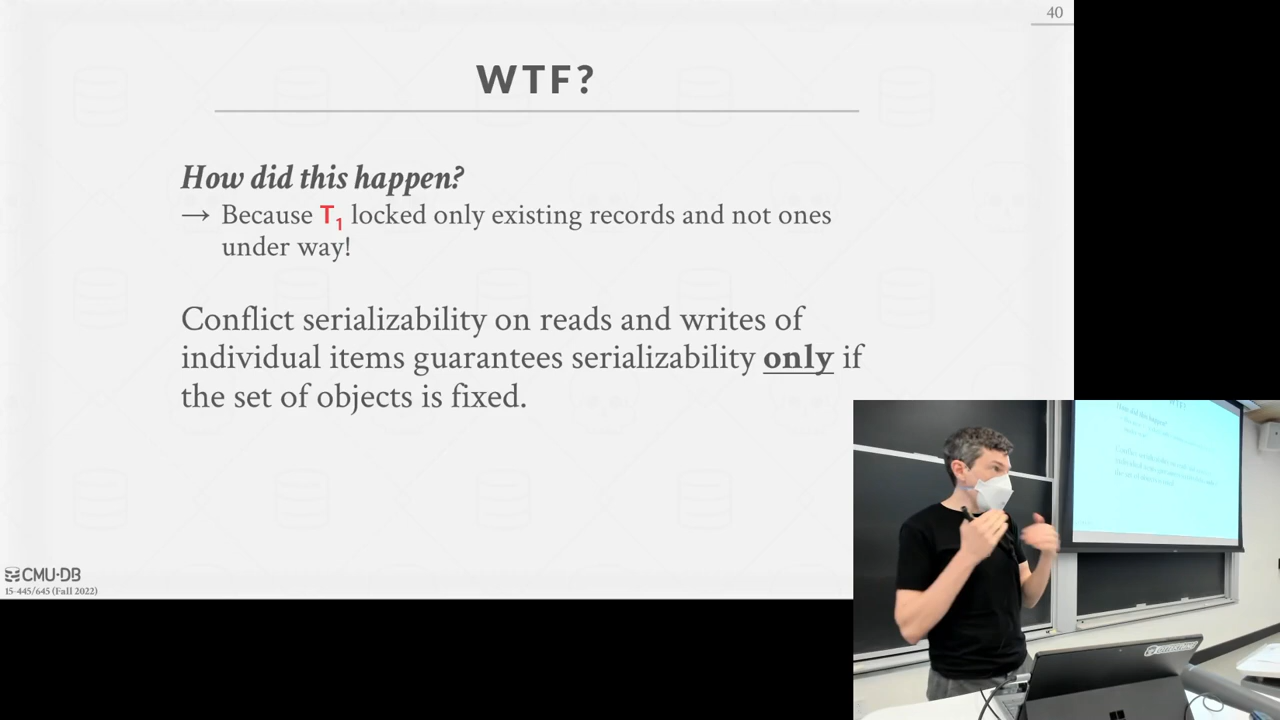 40
WTF?
How did this happen?
→ Because T1 locked only existing records and not ones
under way!
Conflict serializability on reads and writes of
individual items guarantees serializability only if
the set of objects is fixed.
CMU·DB
15-445/645 (Fall 2022)